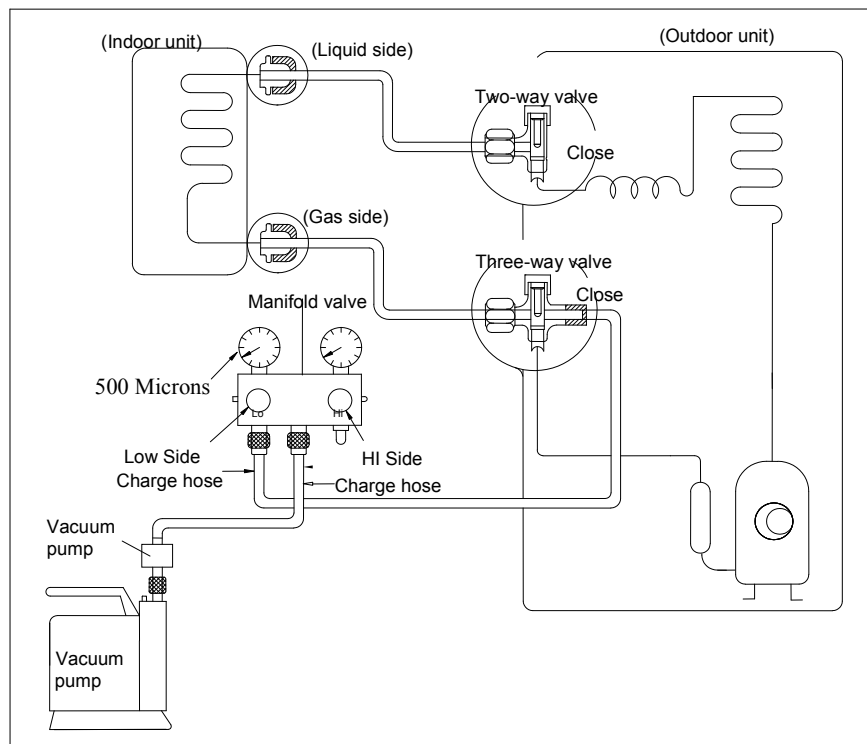 (Indoor unit)
(Liquid side)
(Outdoor unit)
Two-way valve
Close
(Gas side)
Three-way valve
Close
Manifold valve
500 Microns
Lo
Hi
Low Side
HI Side
Charge hose
Charge hose
Vacuum
pump
Vacuum
pump